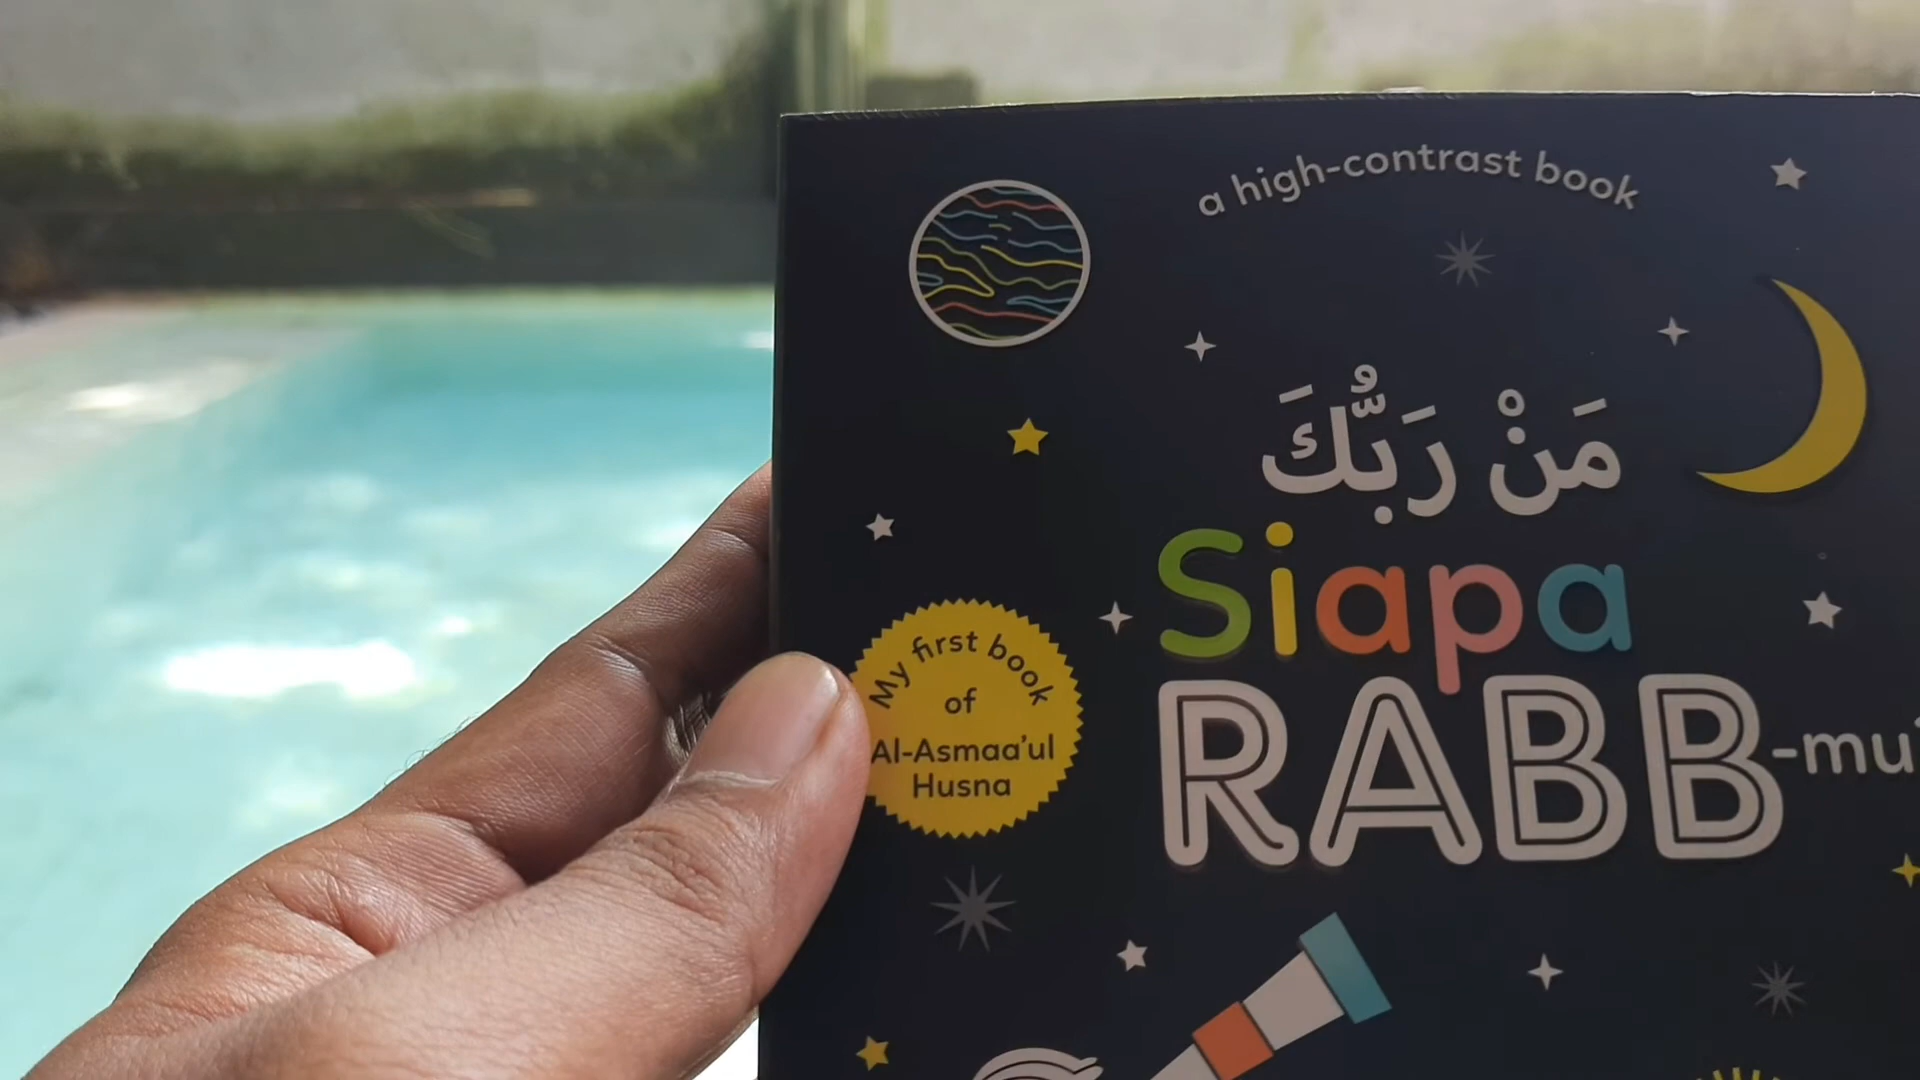 a high-contrast book
مَنْ رَبُّكَ
Siapa
RABB-mu
My first book
of
Al-Asmaa'ul
Husna